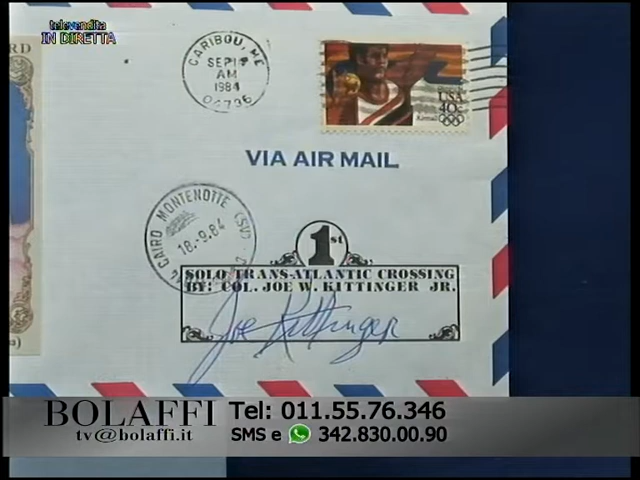 televendita
IN DIRETTA
RD
CARIBOU, ME
SEP 14
AM
1984
04736
USA
40c
Airmail
VIA AIR MAIL
CAIRO MONTENOTTE (SV)
18.-9.84
1st
SOLO TRANS-ATLANTIC CROSSING
BY: COL. JOE W. KITTINGER JR.
Joe Kittinger
BOLAFFI
tv@bolaffi.it
Tel: 011.55.76.346
SMS e 342.830.00.90